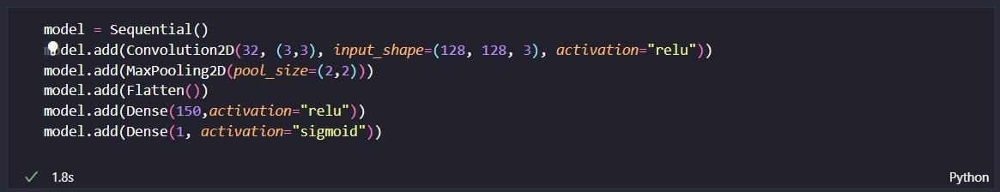 model = Sequential()
model.add(Convolution2D(32, (3,3), input_shape=(128, 128, 3), activation="relu"))
model.add(MaxPooling2D(pool_size=(2,2)))
model.add(Flatten())
model.add(Dense(150,activation="relu"))
model.add(Dense(1, activation="sigmoid"))
1.8s
Python